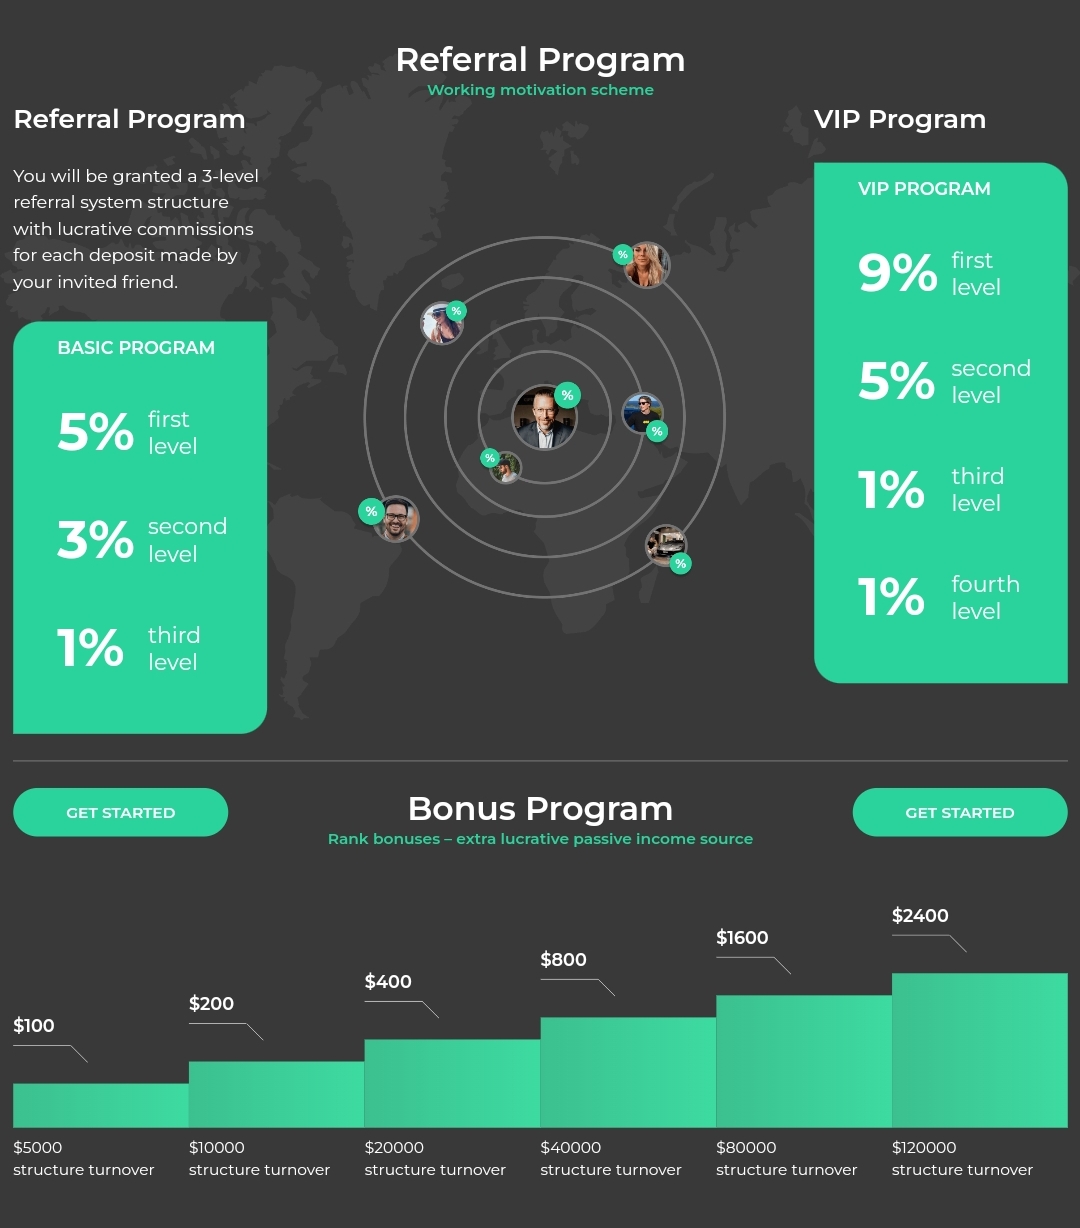 Referral Program
Working motivation scheme
Referral Program
You will be granted a 3-level
referral system structure
with lucrative commissions
for each deposit made by
your invited friend.
BASIC PROGRAM
5% first
level
3% second
level
1% third
level
%
%
%
%
%
%
%
VIP Program
VIP PROGRAM
9% first
level
5% second
level
1% third
level
1% fourth
level
GET STARTED
Bonus Program
Rank bonuses – extra lucrative passive income source
GET STARTED
$100
$200
$400
$800
$1600
$2400
$5000
structure turnover
$10000
structure turnover
$20000
structure turnover
$40000
structure turnover
$80000
structure turnover
$120000
structure turnover